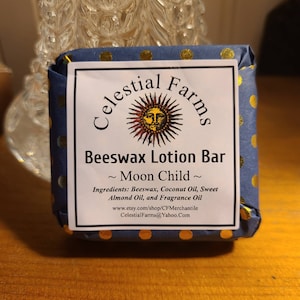 Celestial Farms
Beeswax Lotion Bar
~ Moon Child ~
Ingredients: Beeswax, Coconut Oil, Sweet
Almond Oil, and Fragrance Oil
www.etsy.com/shop/CFMerchantile
CelestialFarms@Yahoo.Com